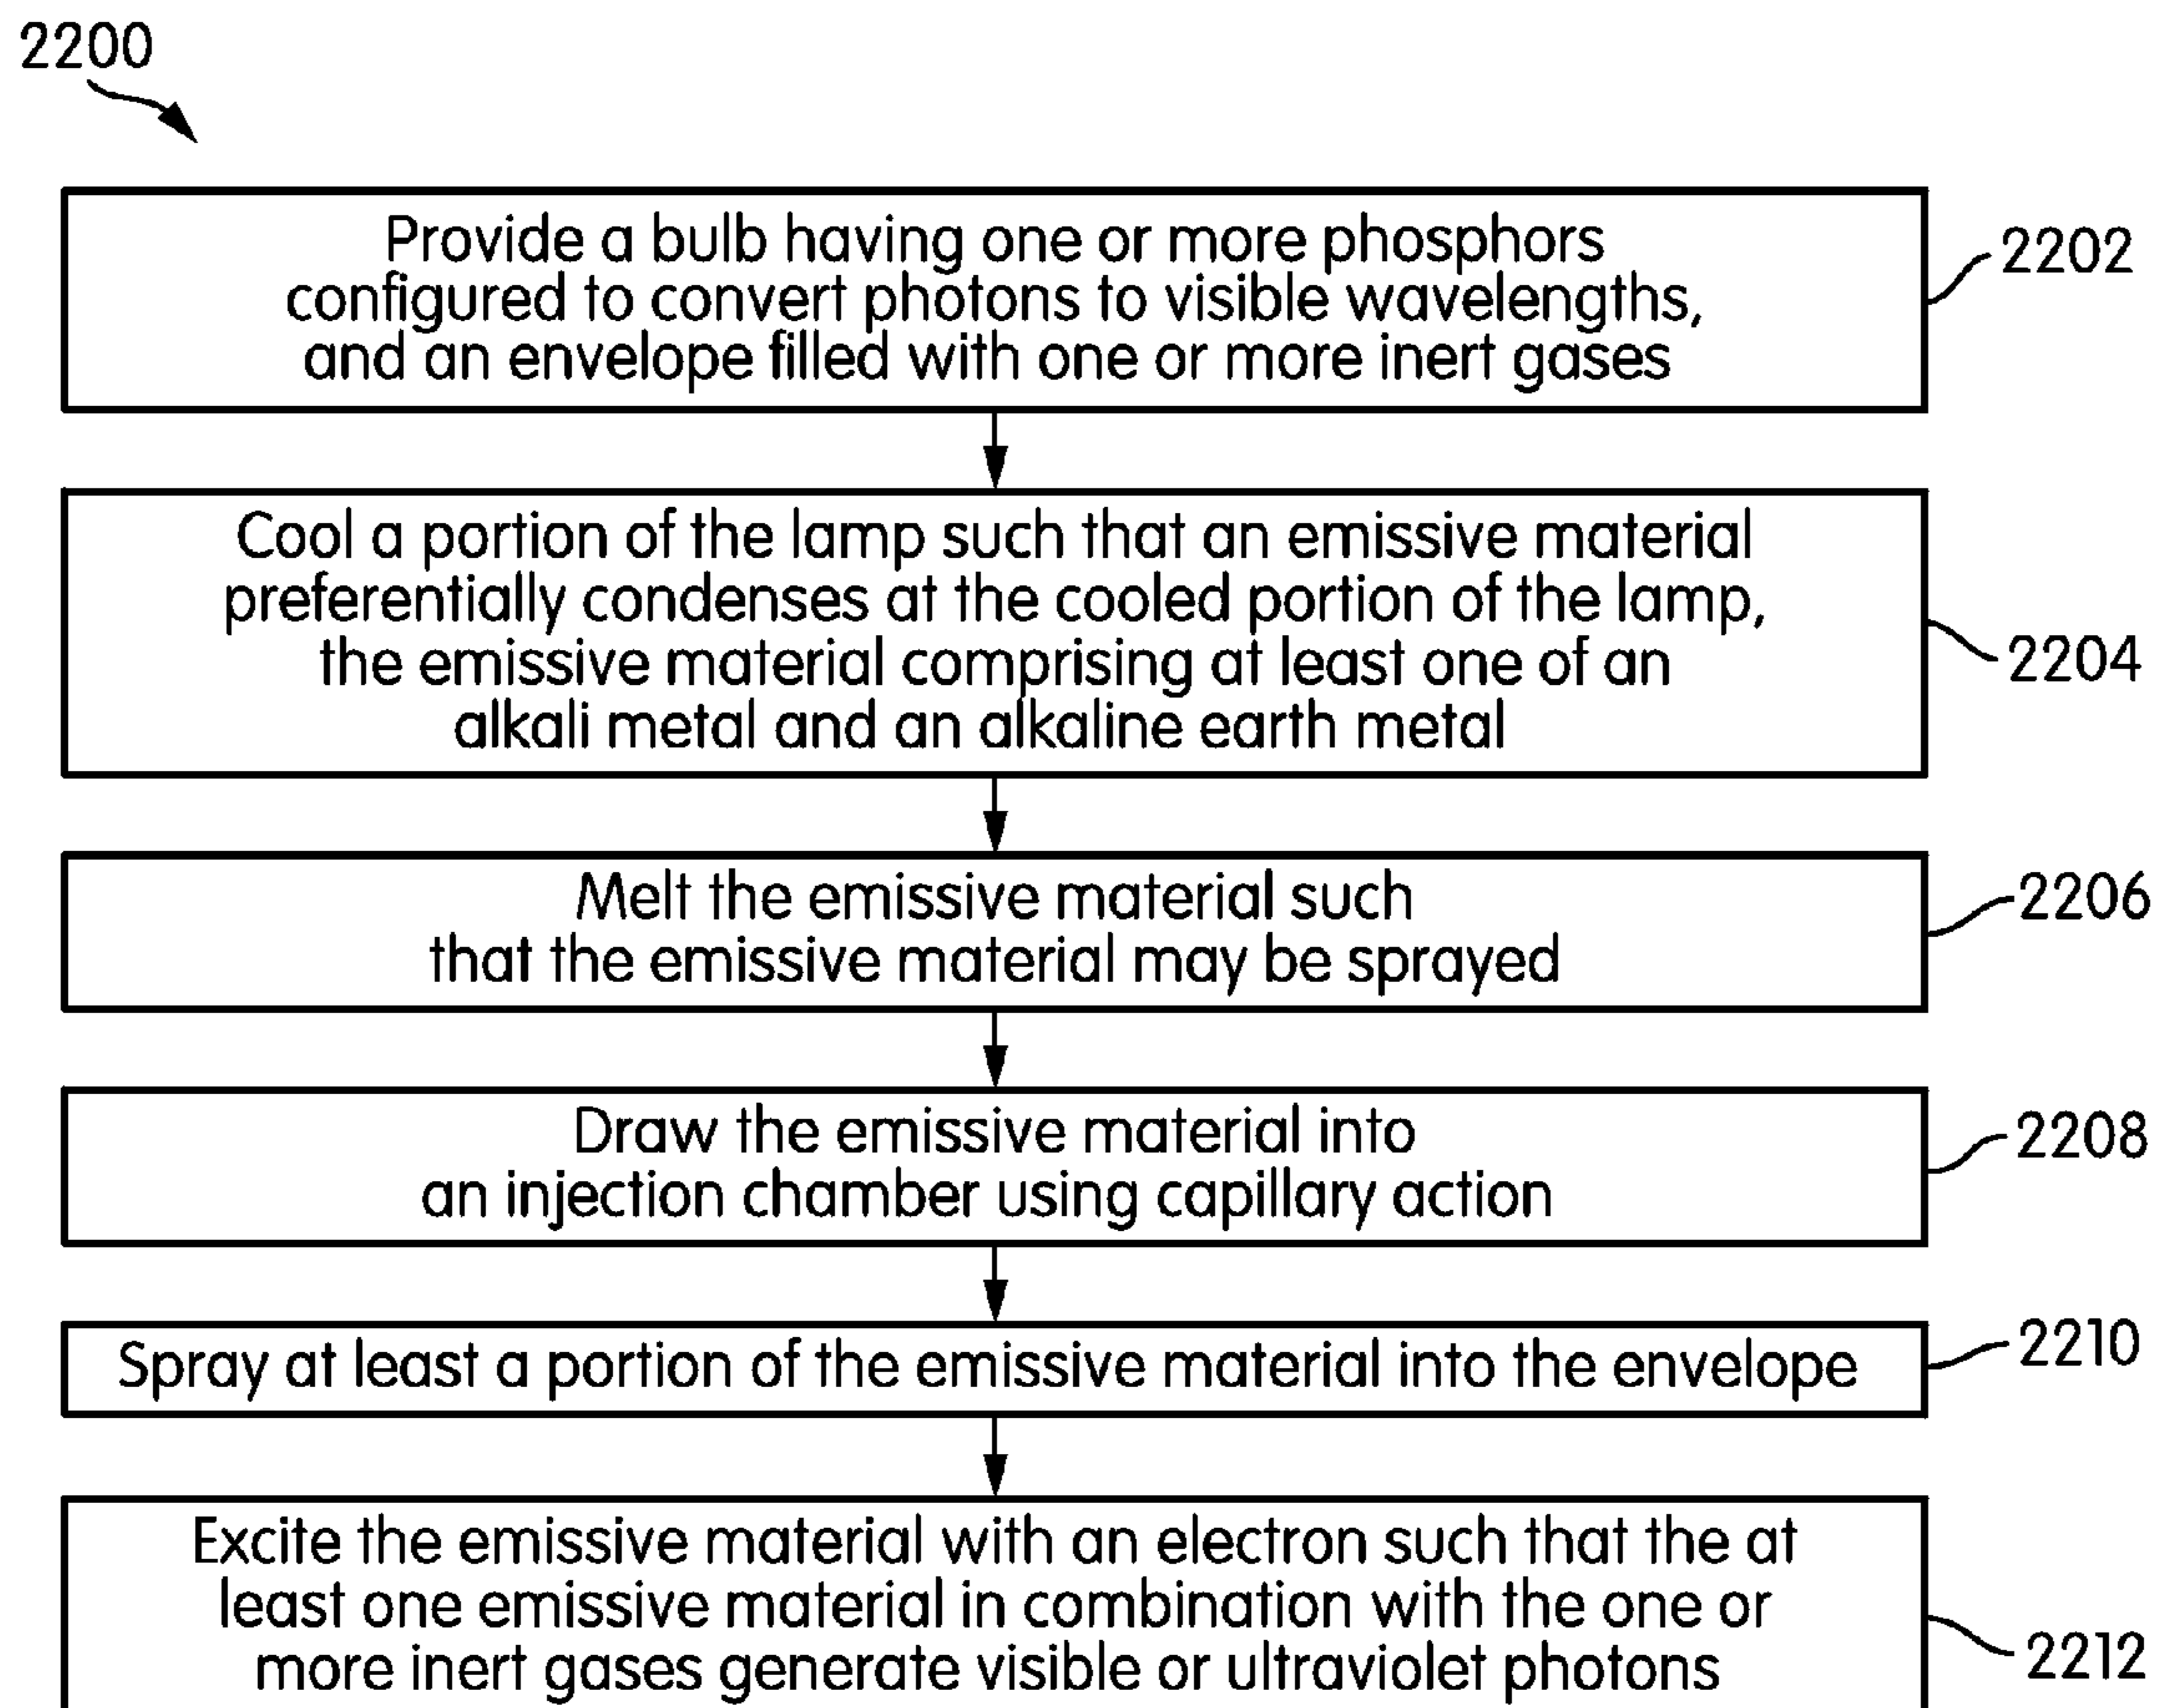 2200
Provide a bulb having one or more phosphors
configured to convert photons to visible wavelengths,
and an envelope filled with one or more inert gases
2202
Cool a portion of the lamp such that an emissive material
preferentially condenses at the cooled portion of the lamp,
the emissive material comprising at least one of an
alkali metal and an alkaline earth metal
2204
Melt the emissive material such
that the emissive material may be sprayed
2206
Draw the emissive material into
an injection chamber using capillary action
2208
Spray at least a portion of the emissive material into the envelope
2210
Excite the emissive material with an electron such that the at
least one emissive material in combination with the one or
more inert gases generate visible or ultraviolet photons
2212